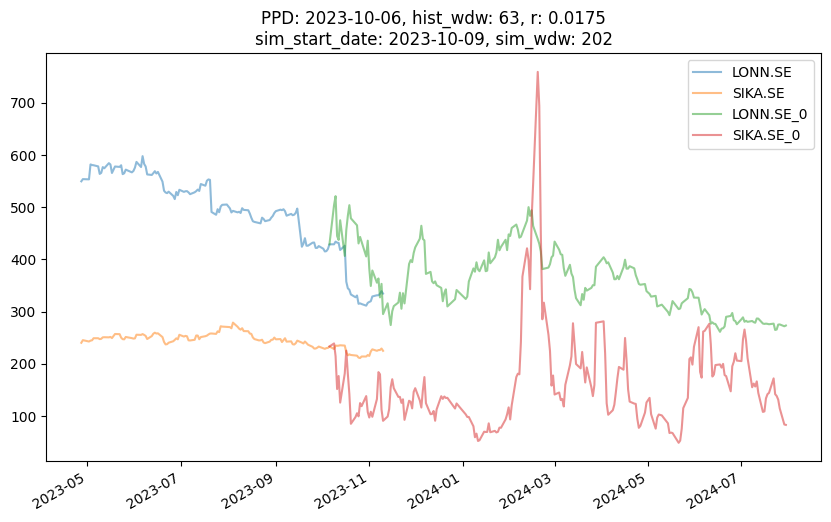 PPD: 2023-10-06, hist_wdw: 63, r: 0.0175
sim_start_date: 2023-10-09, sim_wdw: 202
LONN.SE
SIKA.SE
LONN.SE_0
SIKA.SE_0
700
600
500
400
300
200
100
2023-05
2023-07
2023-09
2023-11
2024-01
2024-03
2024-05
2024-07